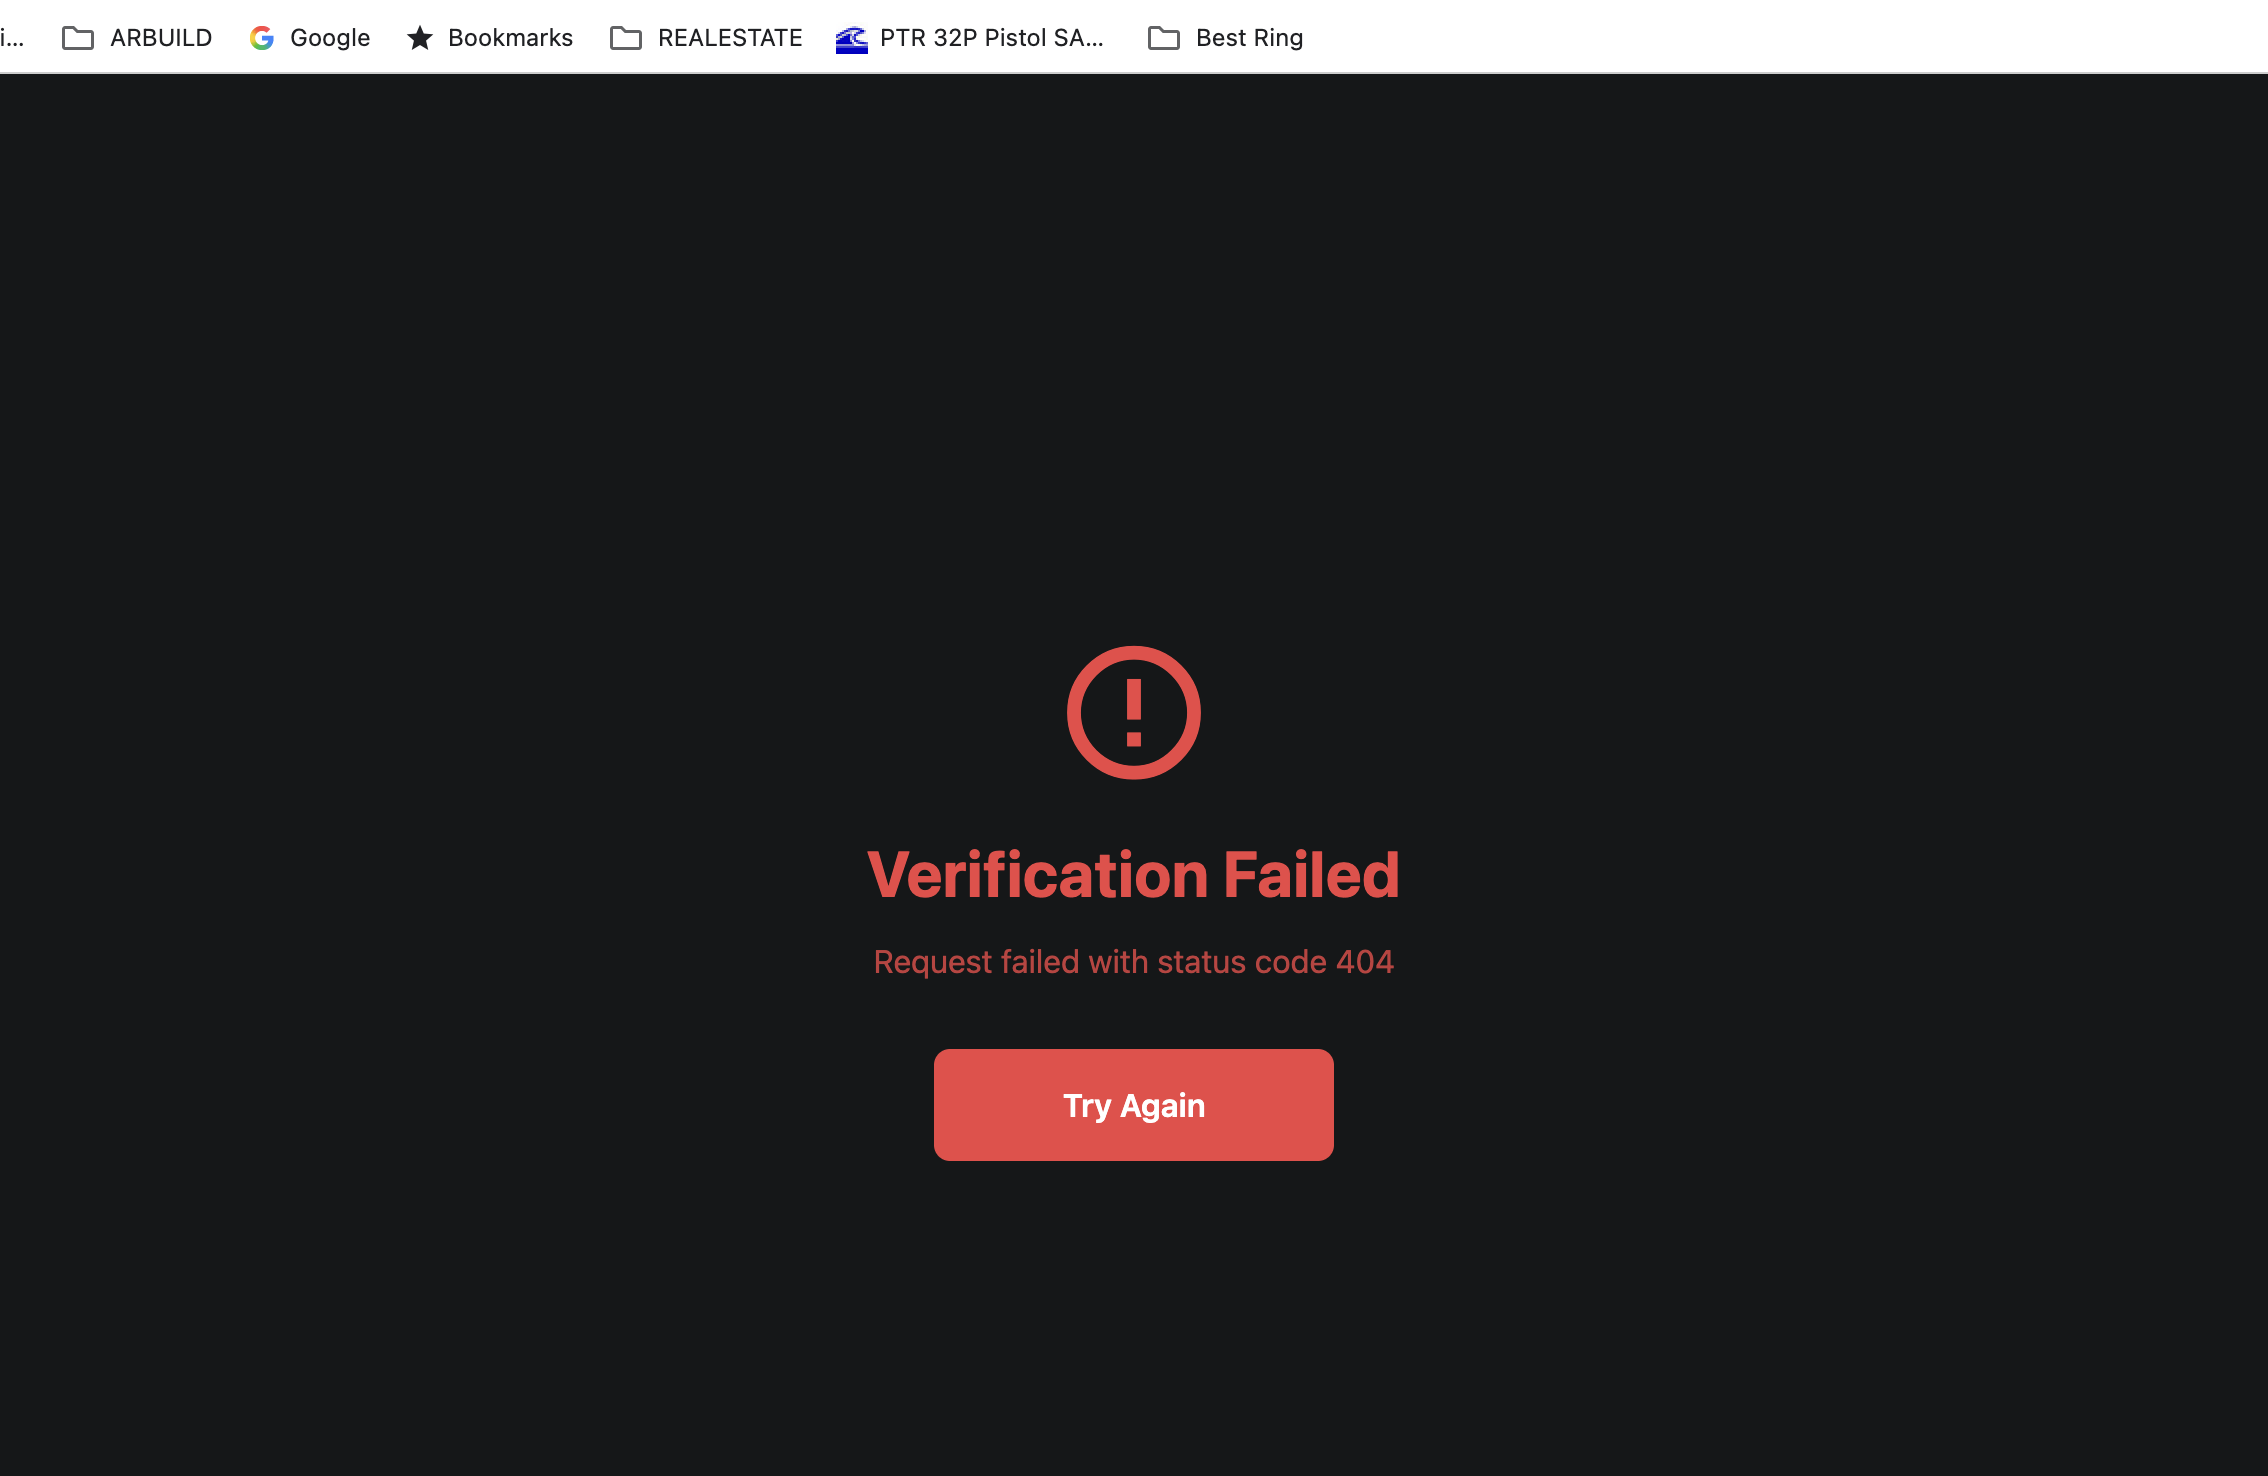 i... ARBUILD Google Bookmarks REALESTATE PTR 32P Pistol SA... Best Ring
Verification Failed
Request failed with status code 404
Try Again